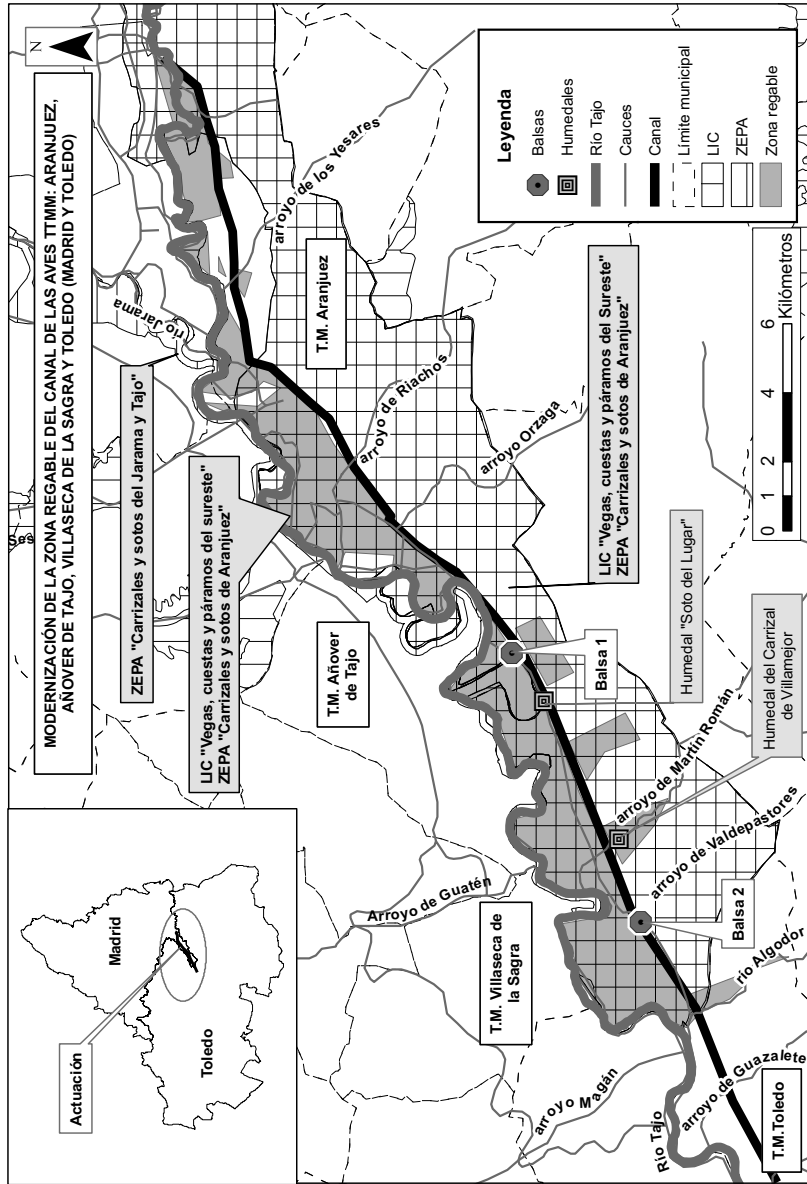 MODERNIZACIÓN DE LA ZONA REGABLE DEL CANAL DE LAS AVES TTMM: ARANJUEZ,
AÑOVER DE TAJO, VILLASECA DE LA SAGRA Y TOLEDO (MADRID Y TOLEDO)
N
Actuación
Madrid
Toledo
ZEPA "Carrizales y sotos del Jarama y Tajo"
LIC "Vegas, cuestas y páramos del sureste"
ZEPA "Carrizales y sotos de Aranjuez"
río Jarama
arroyo de los Yesares
T.M. Aranjuez
T.M. Añover
de Tajo
arroyo de Riachos
arroyo Orzaga
Arroyo de Guatén
T.M. Villaseca de
la Sagra
arroyo Magán
Río Tajo
arroyo de Guazalete
T.M.Toledo
río Algodor
Balsa 2
arroyo de Valdepastores
arroyo de Martín Román
Balsa 1
LIC "Vegas, cuestas y páramos del Sureste"
ZEPA "Carrizales y sotos de Aranjuez"
Humedal "Soto del Lugar"
Humedal del Carrizal
de Villamejor
Ses
0 1 2 4 6
Kilómetros
Leyenda
Balsas
Humedales
Río Tajo
Cauces
Canal
Límite municipal
LIC
ZEPA
Zona regable